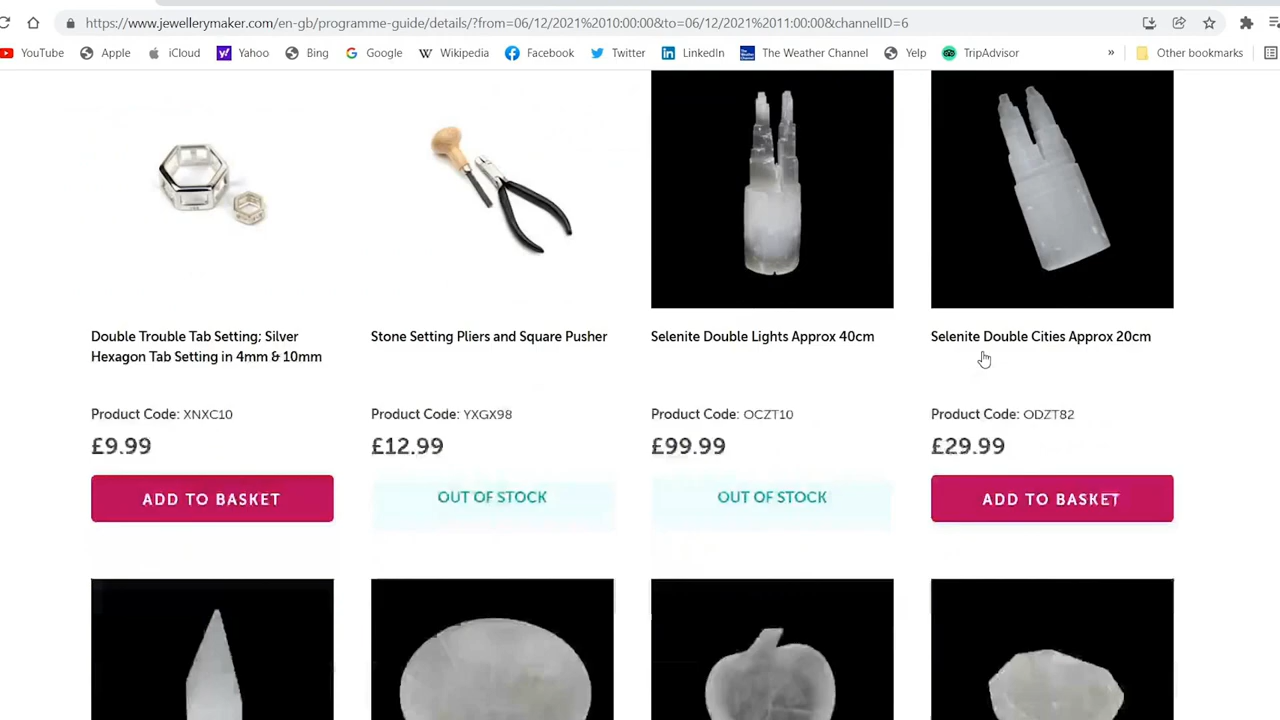 https://www.jewellerymaker.com/en-gb/programme-guide/details/?from=06/12/2021%2010:00:00&to=06/12/2021%2011:00:00&channelID=6
YouTube Apple iCloud Yahoo Bing Google Wikipedia Facebook Twitter LinkedIn The Weather Channel Yelp TripAdvisor » Other bookmarks
Double Trouble Tab Setting; Silver
Hexagon Tab Setting in 4mm & 10mm
Stone Setting Pliers and Square Pusher
Selenite Double Lights Approx 40cm
Selenite Double Cities Approx 20cm
Product Code: XNXC10
Product Code: YXGX98
Product Code: OCZT10
Product Code: ODZT82
£9.99
£12.99
£99.99
£29.99
ADD TO BASKET
OUT OF STOCK
OUT OF STOCK
ADD TO BASKET